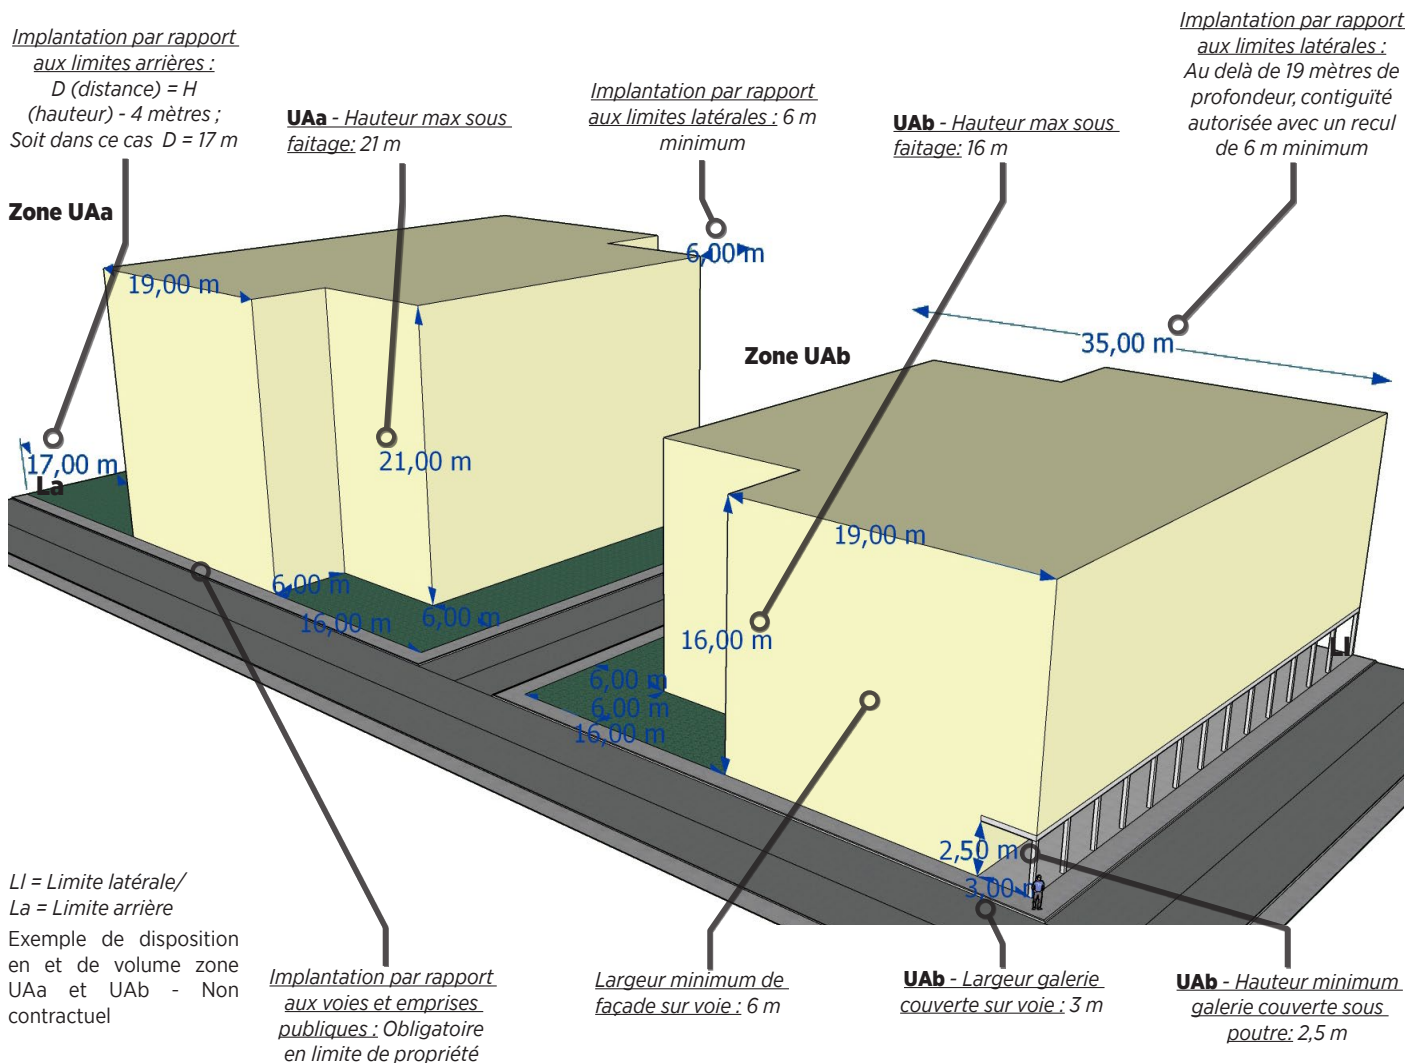 Implantation par rapport
aux limites arrières :
D (distance) = H
(hauteur) - 4 mètres ;
Soit dans ce cas D = 17 m
UAa - Hauteur max sous
faitage: 21 m
Implantation par rapport
aux limites latérales : 6 m
minimum
UAb - Hauteur max sous
faitage: 16 m
Implantation par rapport
aux limites latérales :
Au delà de 19 mètres de
profondeur, contiguïté
autorisée avec un recul
de 6 m minimum
Zone UAa
6,00 m
19,00 m
35,00 m
Zone UAb
17,00 m
La
21,00 m
19,00 m
6,00 m
16,00 m
6,00 m
16,00 m
Ll
6,00 m
6,00 m
16,00 m
2,50 m
3,00 m
Ll = Limite latérale/
La = Limite arrière
Exemple de disposition
en et de volume zone
UAa et UAb - Non
contractuel
Implantation par rapport
aux voies et emprises
publiques : Obligatoire
en limite de propriété
Largeur minimum de
façade sur voie : 6 m
UAb - Largeur galerie
couverte sur voie : 3 m
UAb - Hauteur minimum
galerie couverte sous
poutre: 2,5 m